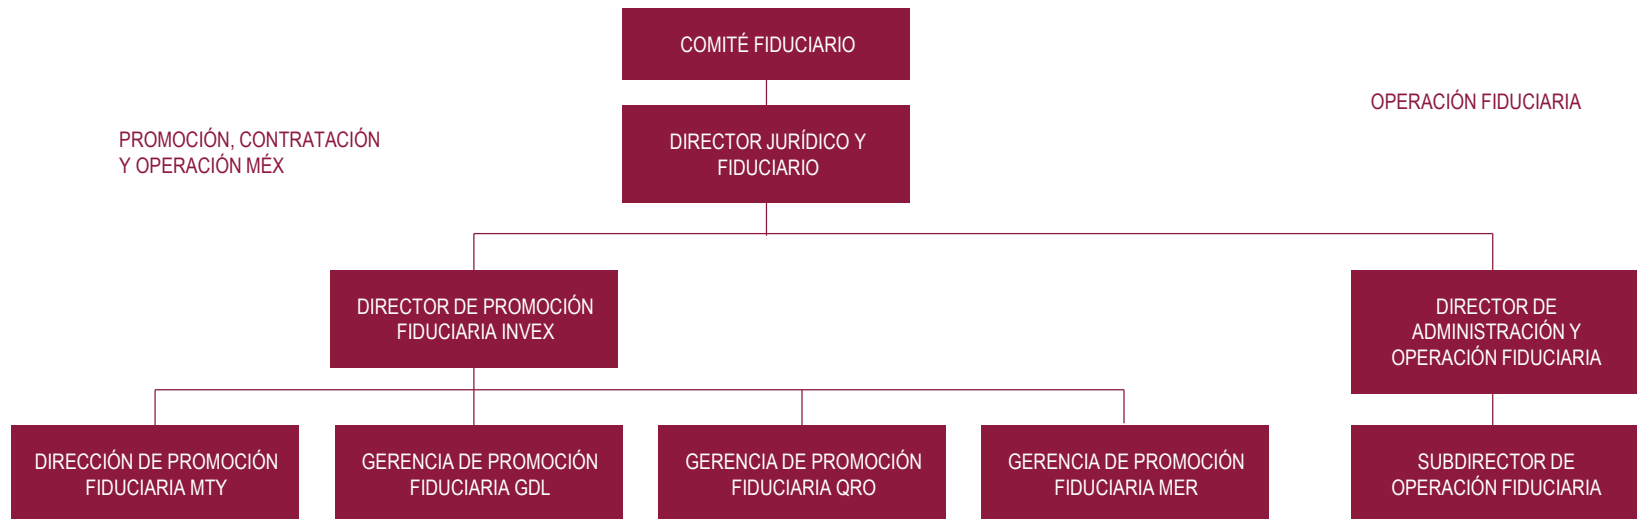 COMITÉ FIDUCIARIO
OPERACIÓN FIDUCIARIA
PROMOCIÓN, CONTRATACIÓN
Y OPERACIÓN MÉX
DIRECTOR JURÍDICO Y
FIDUCIARIO
DIRECTOR DE PROMOCIÓN
FIDUCIARIA INVEX
DIRECTOR DE
ADMINISTRACIÓN Y
OPERACIÓN FIDUCIARIA
DIRECCIÓN DE PROMOCIÓN
FIDUCIARIA MTY
GERENCIA DE PROMOCIÓN
FIDUCIARIA GDL
GERENCIA DE PROMOCIÓN
FIDUCIARIA QRO
GERENCIA DE PROMOCIÓN
FIDUCIARIA MER
SUBDIRECTOR DE
OPERACIÓN FIDUCIARIA